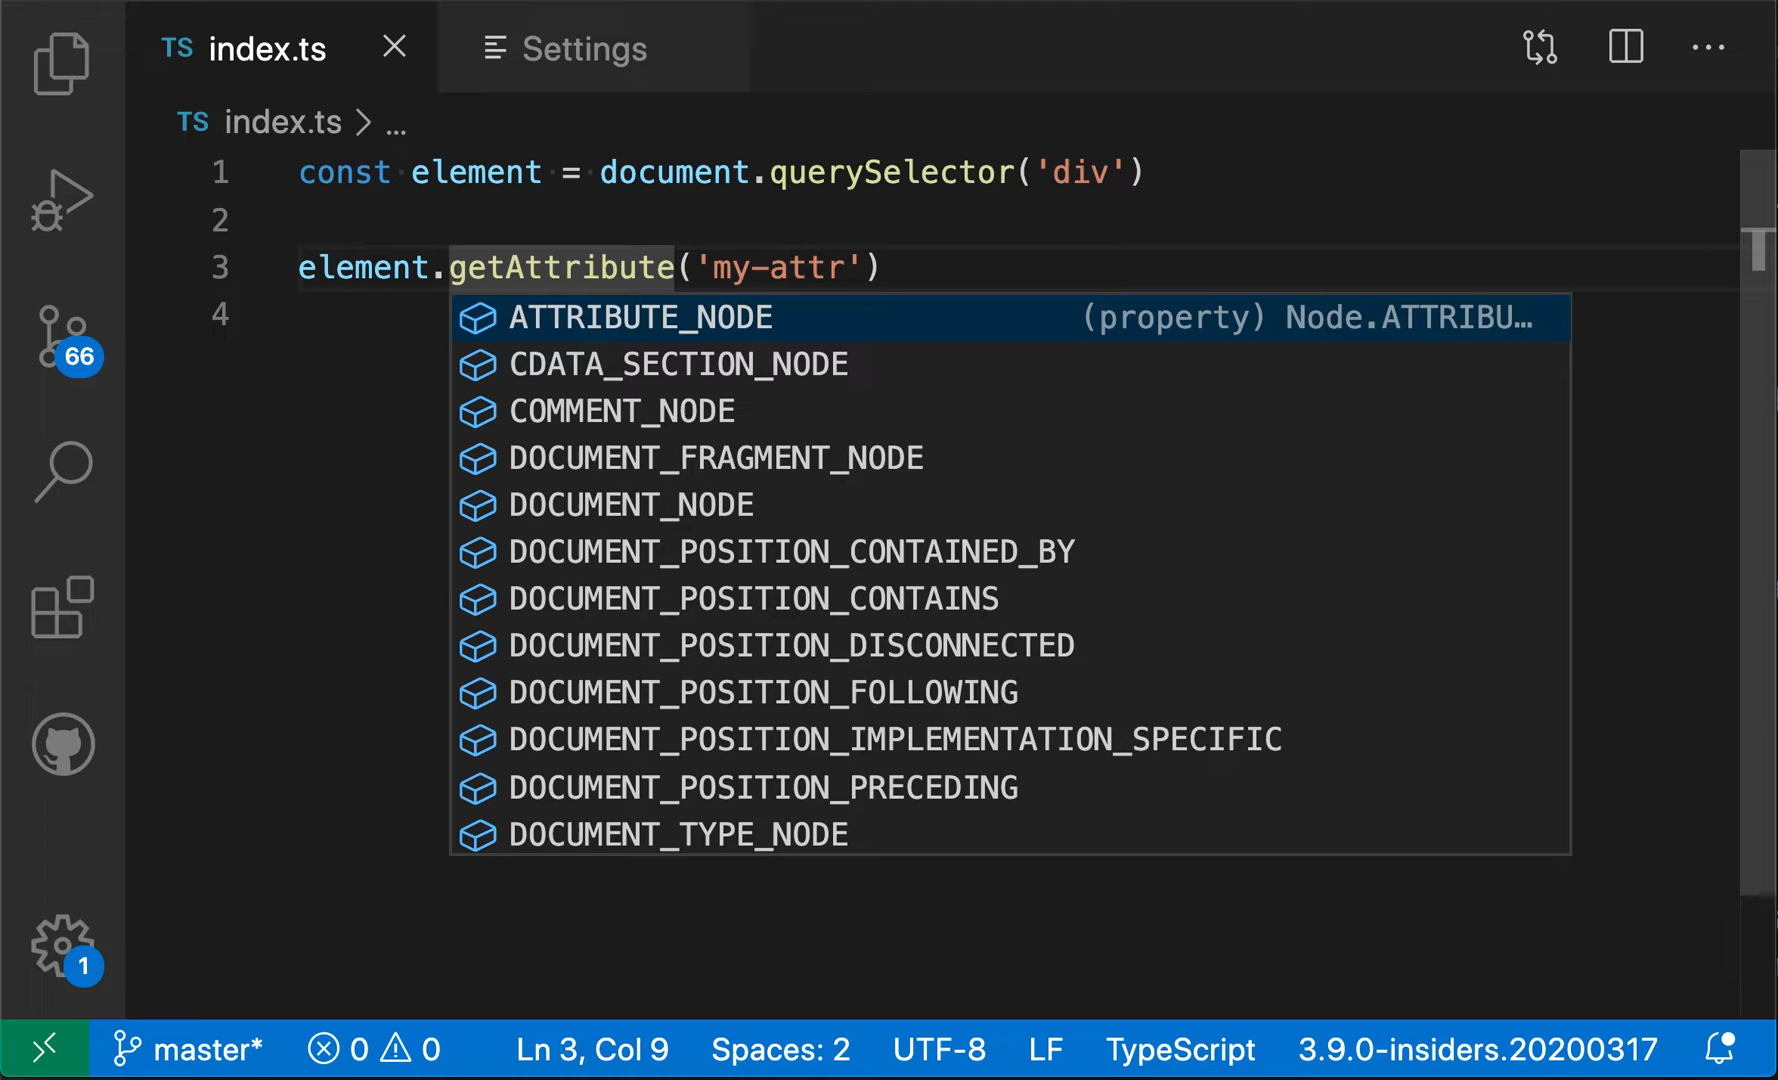 TS index.ts
Settings
TS index.ts > ...
1 const element = document.querySelector('div')
2
3 element.getAttribute('my-attr')
4
ATTRIBUTE_NODE (property) Node.ATTRIBU…
CDATA_SECTION_NODE
COMMENT_NODE
DOCUMENT_FRAGMENT_NODE
DOCUMENT_NODE
DOCUMENT_POSITION_CONTAINED_BY
DOCUMENT_POSITION_CONTAINS
DOCUMENT_POSITION_DISCONNECTED
DOCUMENT_POSITION_FOLLOWING
DOCUMENT_POSITION_IMPLEMENTATION_SPECIFIC
DOCUMENT_POSITION_PRECEDING
DOCUMENT_TYPE_NODE
66
1
master* 0 0 Ln 3, Col 9 Spaces: 2 UTF-8 LF TypeScript 3.9.0-insiders.20200317